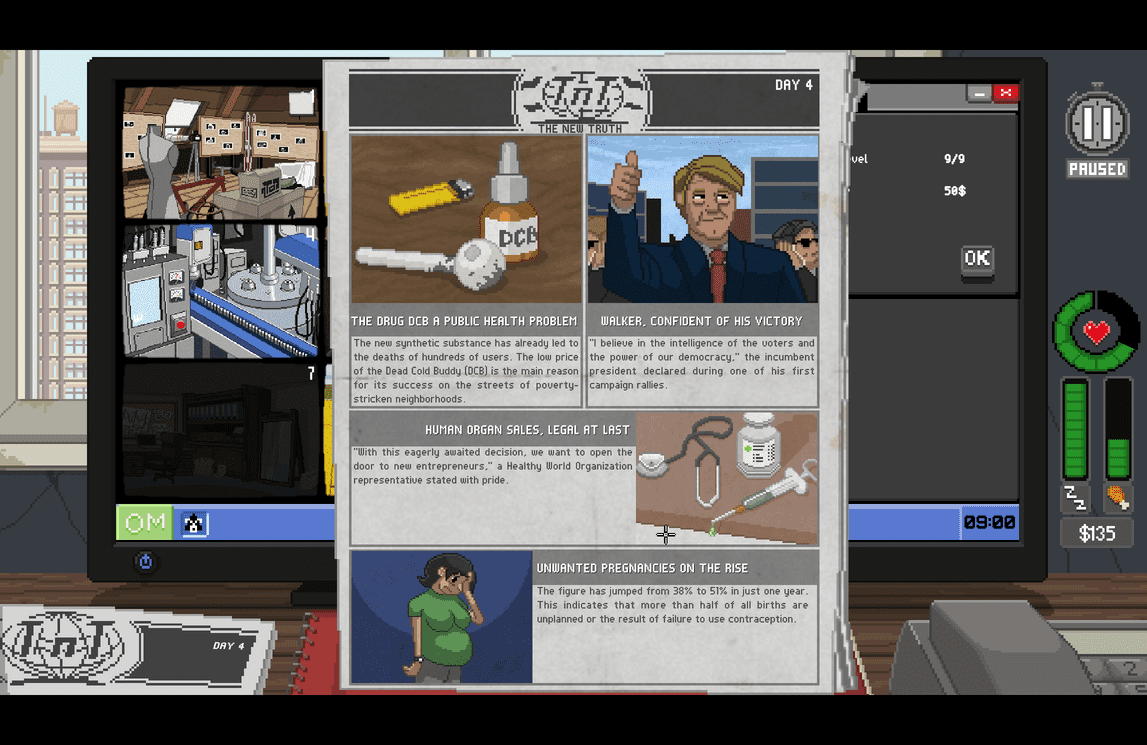 TnT
THE NEW TRUTH
DAY 4
DCB
THE DRUG DCB A PUBLIC HEALTH PROBLEM
The new synthetic substance has already led to
the deaths of hundreds of users. The low price
of the Dead Cold Buddy (DCB) is the main reason
for its success on the streets of poverty-
stricken neighborhoods.
WALKER, CONFIDENT OF HIS VICTORY
"I believe in the intelligence of the voters and
the power of our democracy," the incumbent
president declared during one of his first
campaign rallies.
HUMAN ORGAN SALES, LEGAL AT LAST
"With this eagerly awaited decision, we want to open the
door to new entrepreneurs," a Healthy World Organization
representative stated with pride.
UNWANTED PREGNANCIES ON THE RISE
The figure has jumped from 38% to 51% in just one year.
This indicates that more than half of all births are
unplanned or the result of failure to use contraception.
7
vel 9/9
50$
OK
PAUSED
OM
09:00
$135
TnT
DAY 4
2